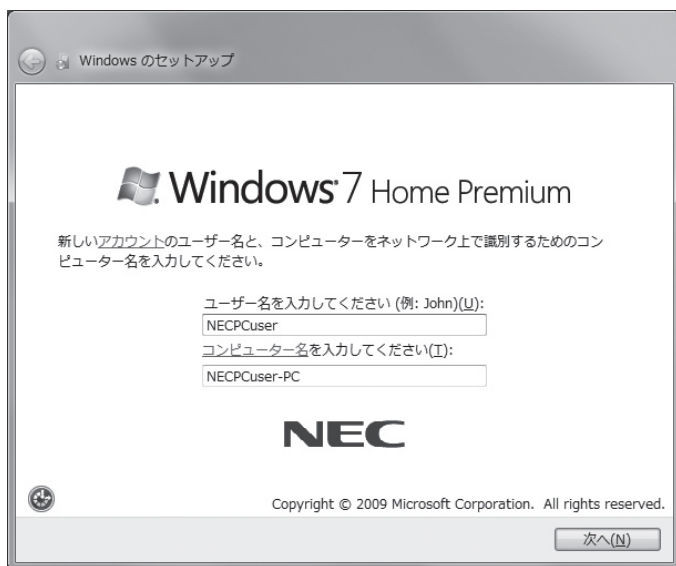 Windows のセットアップ
Windows 7 Home Premium
新しいアカウントのユーザー名と、コンピューターをネットワーク上で識別するためのコン
ピューター名を入力してください。
ユーザー名を入力してください (例: John)(U):
NECPCuser
コンピューター名を入力してください(T):
NECPCuser-PC
NEC
Copyright © 2009 Microsoft Corporation. All rights reserved.
次へ(N)